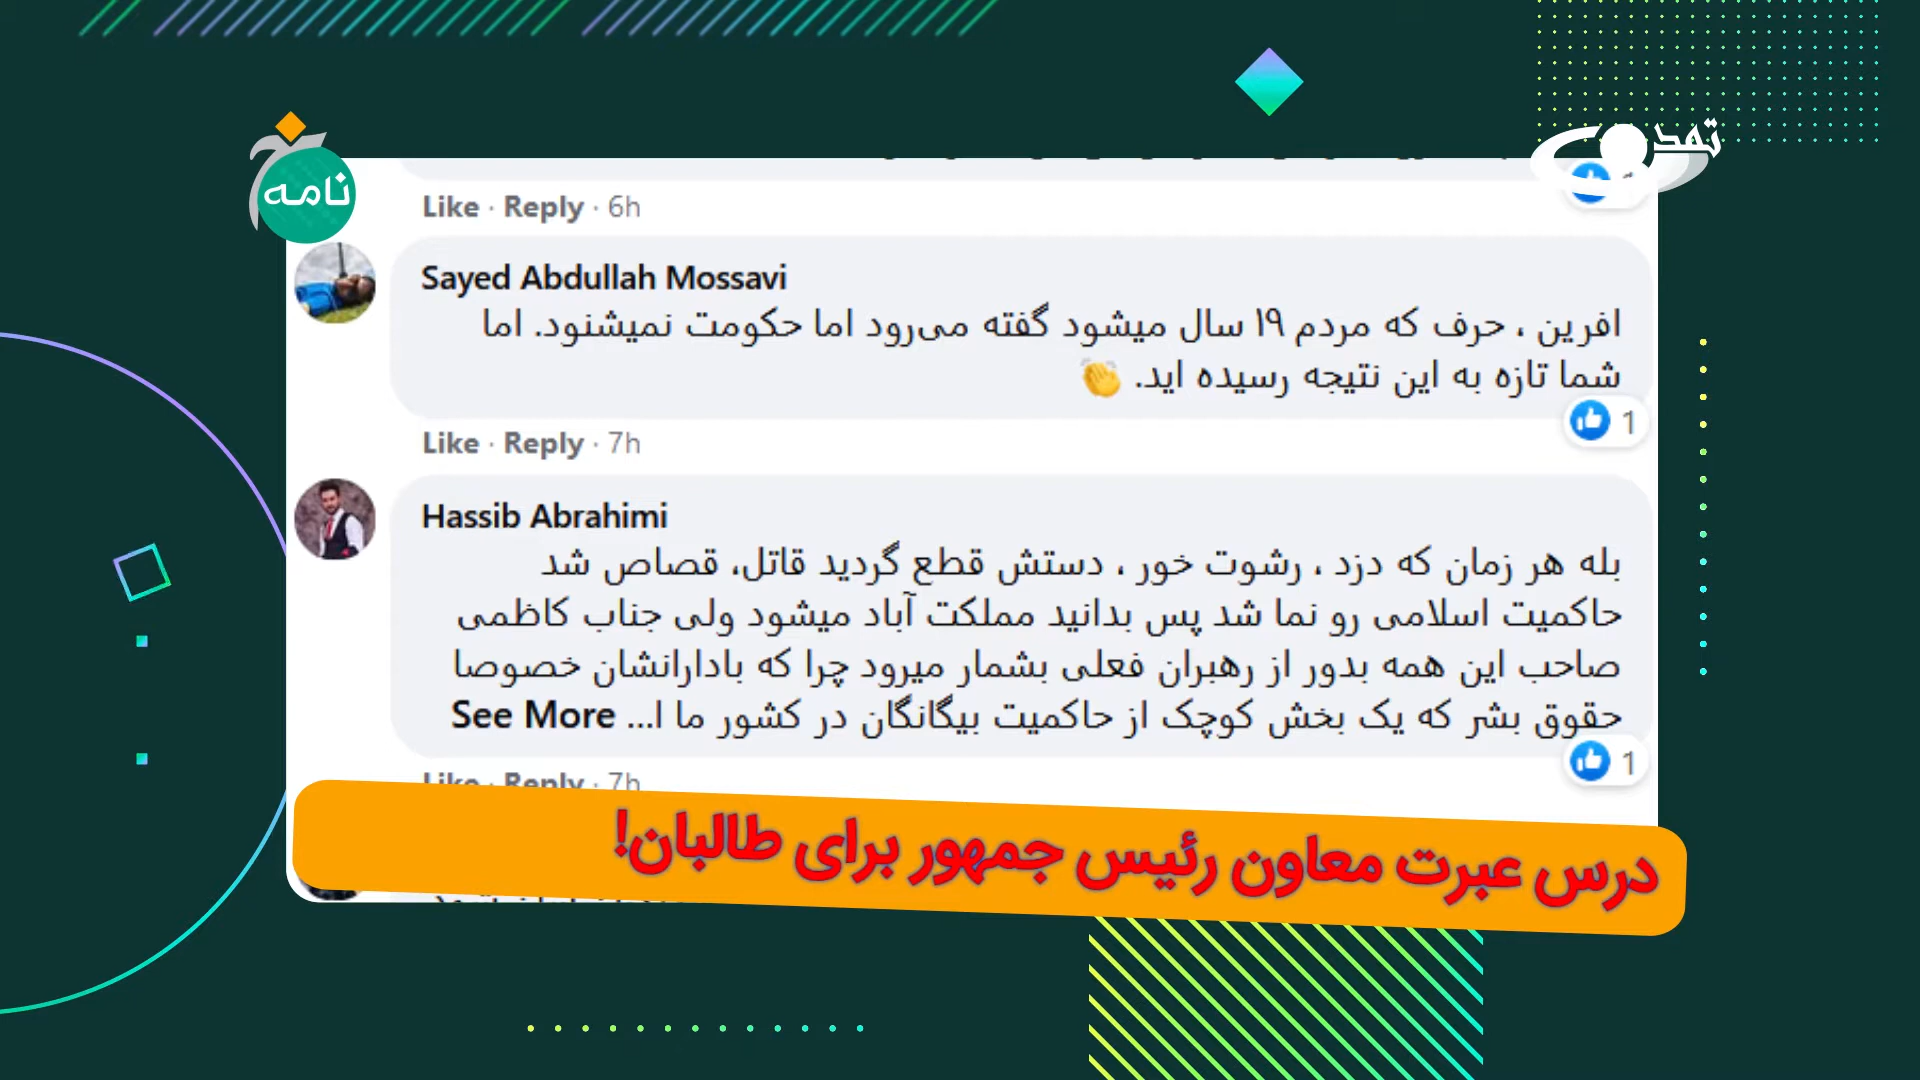 تمدن
نامه
Like · Reply · 6h
1
Sayed Abdullah Mossavi
افرین ، حرف که مردم ۱۹ سال میشود گفته می‌رود اما حکومت نمیشنود. اما
شما تازه به این نتیجه رسیده اید. 👏
1
Like · Reply · 7h
Hassib Abrahimi
بله هر زمان که دزد ، رشوت خور ، دستش قطع گردید قاتل، قصاص شد
حاکمیت اسلامی رو نما شد پس بدانید مملکت آباد میشود ولی جناب کاظمی
صاحب این همه بدور از رهبران فعلی بشمار میرود چرا که بادارانشان خصوصا
حقوق بشر که یک بخش کوچک از حاکمیت بیگانگان در کشور ما ا... See More
1
Like · Reply · 7h
درس عبرت معاون رئیس جمهور برای طالبان!